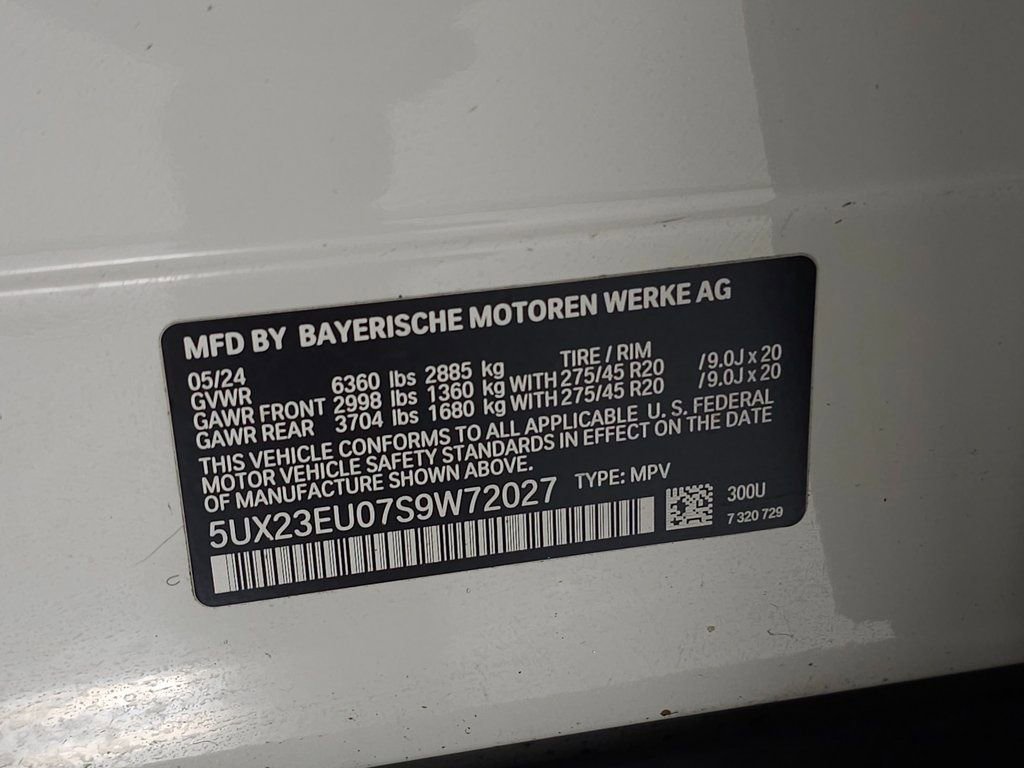 MFD BY BAYERISCHE MOTOREN WERKE AG
05/24 TIRE / RIM
GVWR 6360 lbs 2885 kg
GAWR FRONT 2998 lbs 1360 kg WITH 275/45 R20 /9.0J x 20
GAWR REAR 3704 lbs 1680 kg WITH 275/45 R20 /9.0J x 20
THIS VEHICLE CONFORMS TO ALL APPLICABLE U. S. FEDERAL
MOTOR VEHICLE SAFETY STANDARDS IN EFFECT ON THE DATE
OF MANUFACTURE SHOWN ABOVE.
5UX23EU07S9W72027 TYPE: MPV
300U
7 320 729